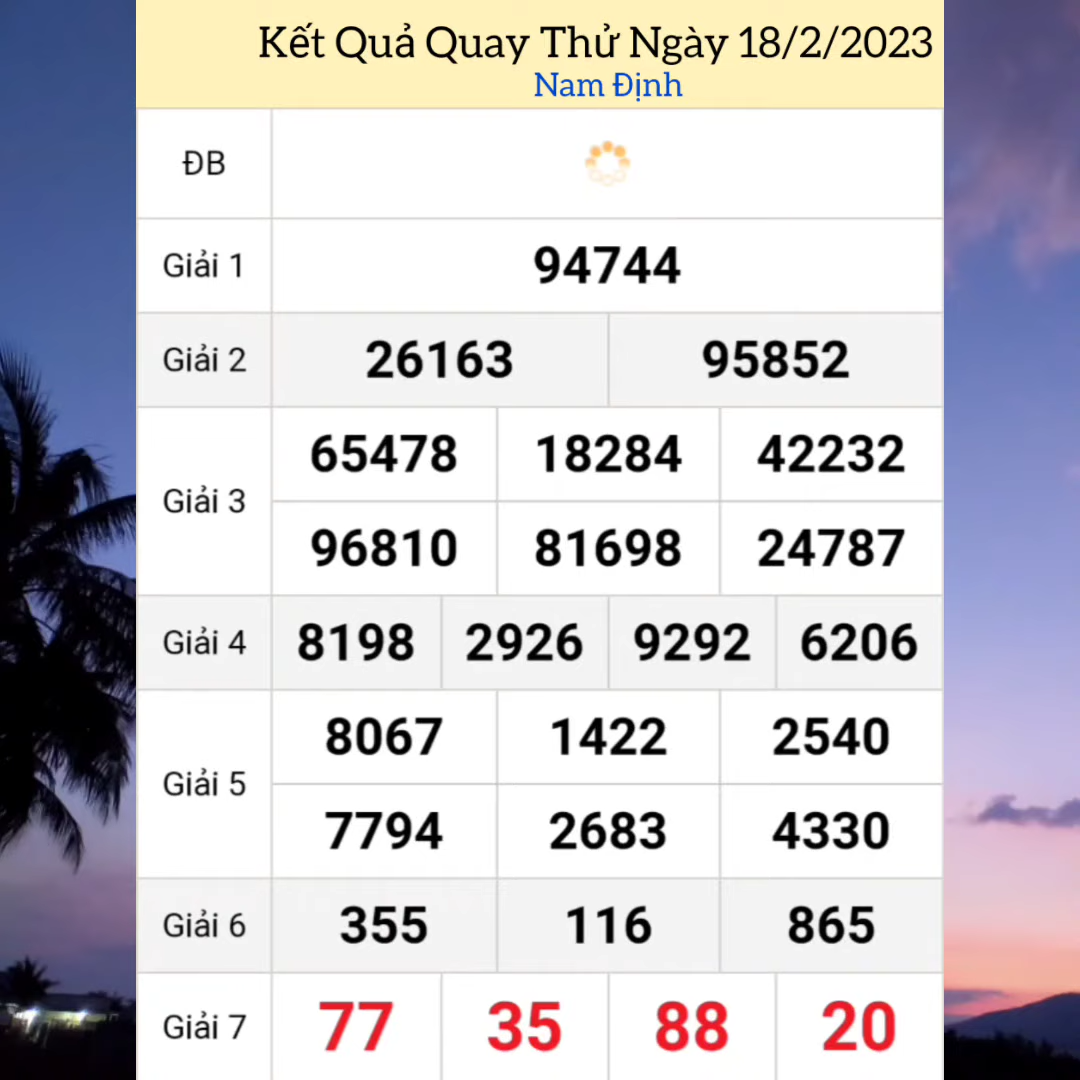 Kết Quả Quay Thử Ngày 18/2/2023
Nam Định
ĐB
Giải 1 94744
Giải 2 26163 95852
Giải 3 65478 18284 42232
96810 81698 24787
Giải 4 8198 2926 9292 6206
Giải 5 8067 1422 2540
7794 2683 4330
Giải 6 355 116 865
Giải 7 77 35 88 20